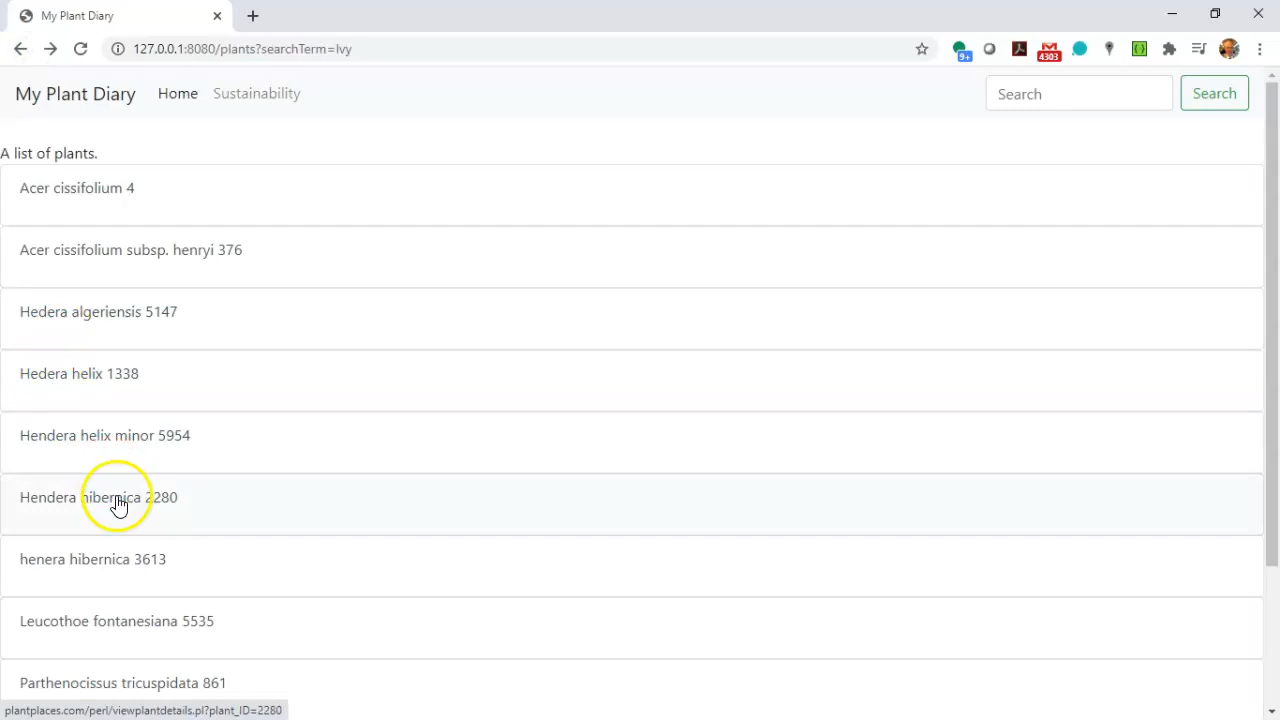 My Plant Diary
127.0.0.1:8080/plants?searchTerm=Ivy
9+
4303
My Plant Diary Home Sustainability Search Search
A list of plants.
Acer cissifolium 4
Acer cissifolium subsp. henryi 376
Hedera algeriensis 5147
Hedera helix 1338
Hendera helix minor 5954
Hendera hibernica 2280
henera hibernica 3613
Leucothoe fontanesiana 5535
Parthenocissus tricuspidata 861
plantplaces.com/perl/viewplantdetails.pl?plant_ID=2280